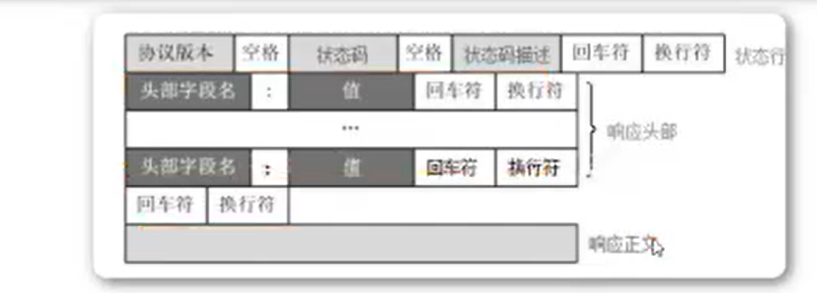 协议版本 空格 状态码 空格 状态码描述 回车符 换行符 状态行
头部字段名 : 值 回车符 换行符
... 响应头部
头部字段名 : 值 回车符 换行符
回车符 换行符
响应正文